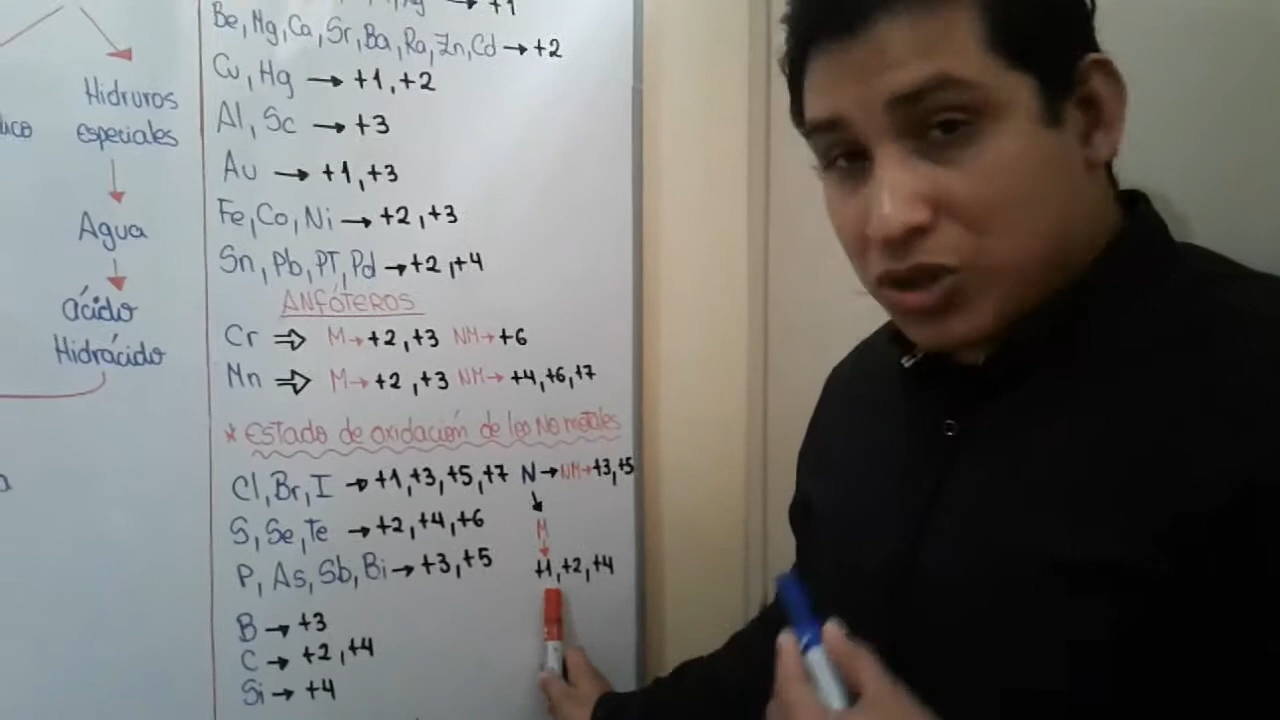 → +1
Be, Mg, Ca, Sr, Ba, Ra, Zn, Cd → +2
Cu, Hg → +1, +2
Al, Sc → +3
Au → +1, +3
Fe, Co, Ni → +2, +3
Sn, Pb, PT, Pd → +2, +4
ANFÓTEROS
Cr ⇒ M → +2, +3 NM → +6
Mn ⇒ M → +2, +3 NM → +4, +6, +7
* Estado de oxidación de los No metales
Cl, Br, I → +1, +3, +5, +7
S, Se, Te → +2, +4, +6
P, As, Sb, Bi → +3, +5
B → +3
C → +2, +4
Si → +4
N → NM → +3, +5
↓
M
↓
+1, +2, +4
Hidruros
especiales
↓
Agua
↓
ácido
Hidrácido